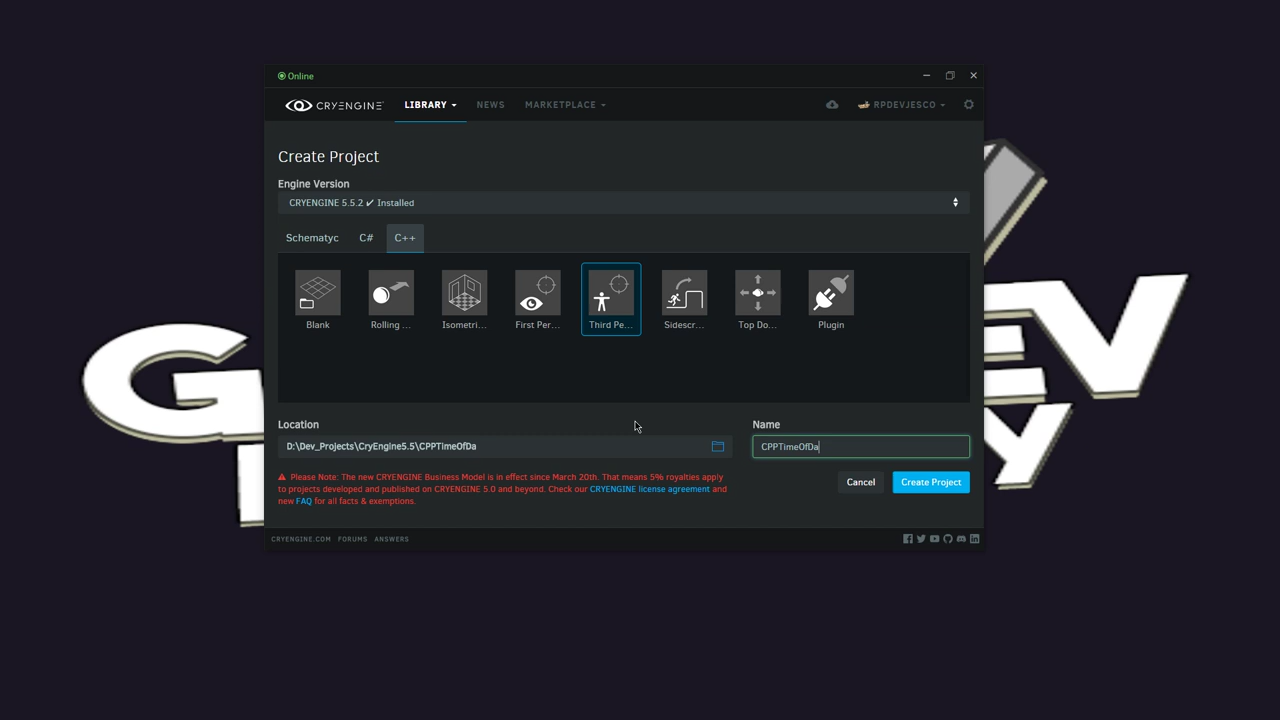 Online
CRYENGINE LIBRARY NEWS MARKETPLACE RPDEVJESCO
Create Project
Engine Version
CRYENGINE 5.5.2 ✔ Installed
Schematyc C# C++
Blank Rolling ... Isometri... First Per... Third Pe... Sidescr... Top Do... Plugin
Location Name
D:\Dev_Projects\CryEngine5.5\CPPTimeOfDa CPPTimeOfDa
Please Note: The new CRYENGINE Business Model is in effect since March 20th. That means 5% royalties apply
to projects developed and published on CRYENGINE 5.0 and beyond. Check our CRYENGINE license agreement and
new FAQ for all facts & exemptions.
Cancel Create Project
CRYENGINE.COM FORUMS ANSWERS